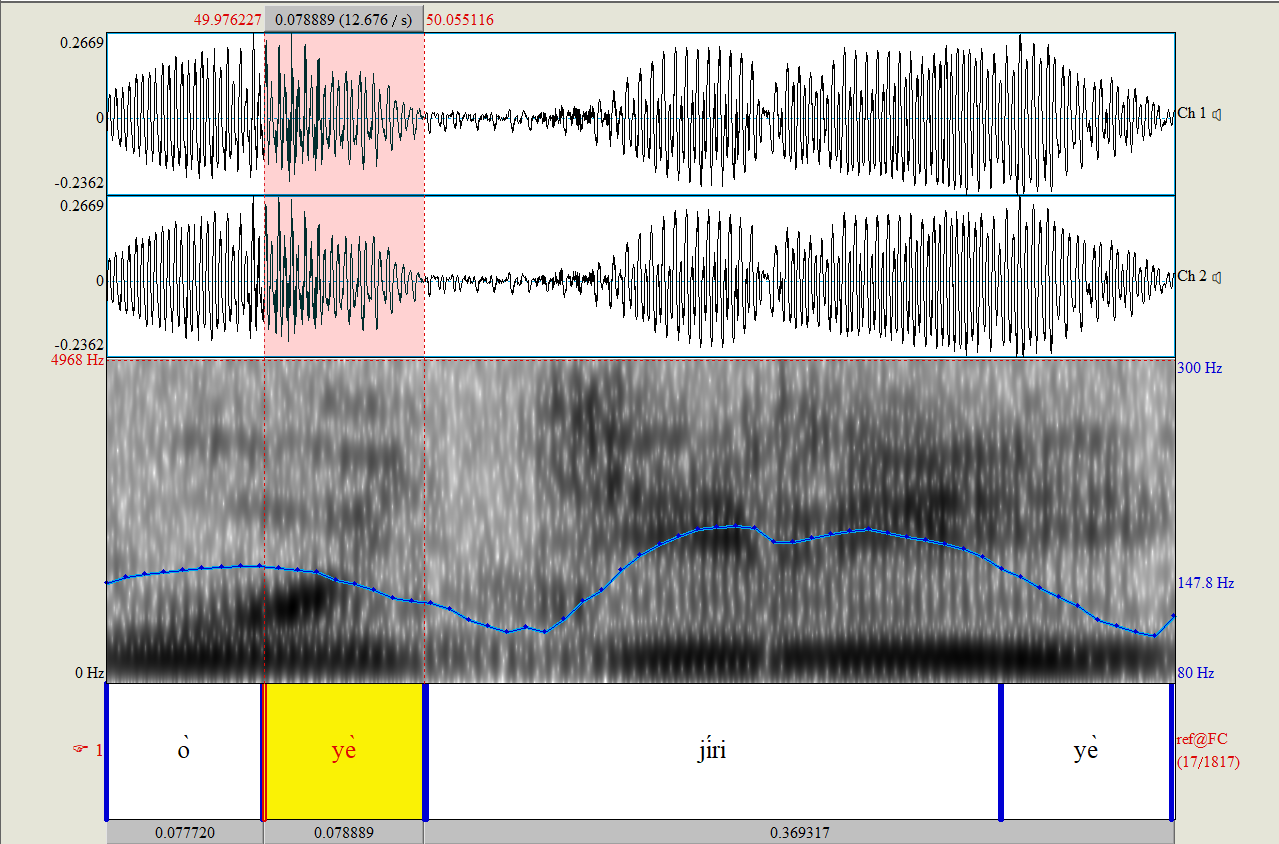 49.976227 0.078889 (12.676 / s) 50.055116
0.2669
0
-0.2362
Ch 1
0.2669
0
-0.2362
Ch 2
4968 Hz
300 Hz
147.8 Hz
0 Hz
80 Hz
1
ò yè jíri yè
ref@FC
(17/1817)
0.077720 0.078889 0.369317